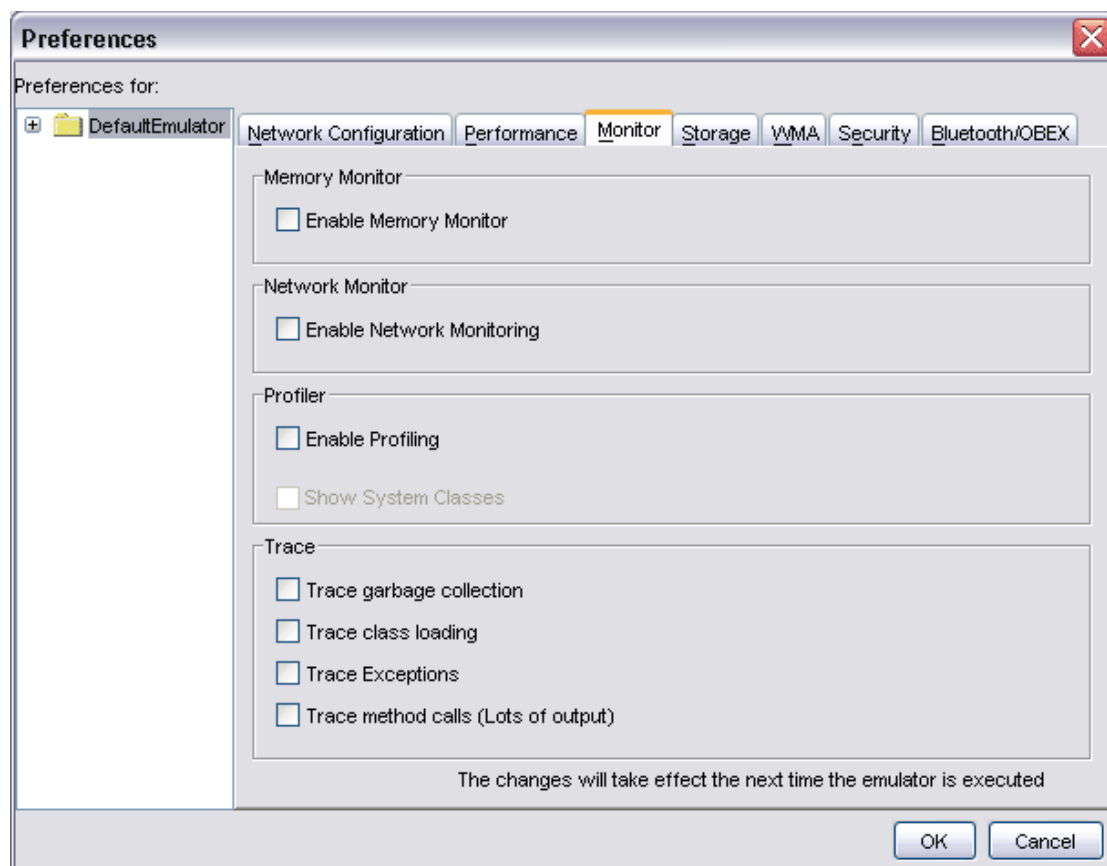 Preferences
Preferences for:
DefaultEmulator
Network Configuration Performance Monitor Storage WMA Security Bluetooth/OBEX
Memory Monitor
Enable Memory Monitor
Network Monitor
Enable Network Monitoring
Profiler
Enable Profiling
Show System Classes
Trace
Trace garbage collection
Trace class loading
Trace Exceptions
Trace method calls (Lots of output)
The changes will take effect the next time the emulator is executed
OK Cancel